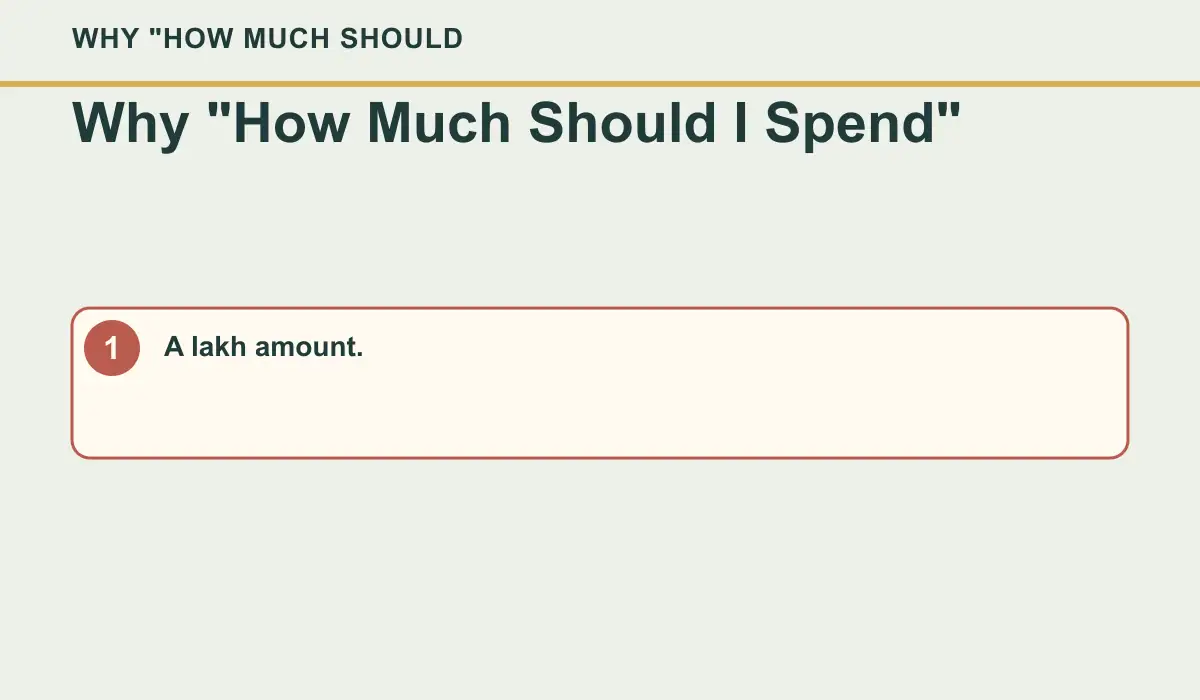 WHY "HOW MUCH SHOULD
Why "How Much Should I Spend"
1 A lakh amount.